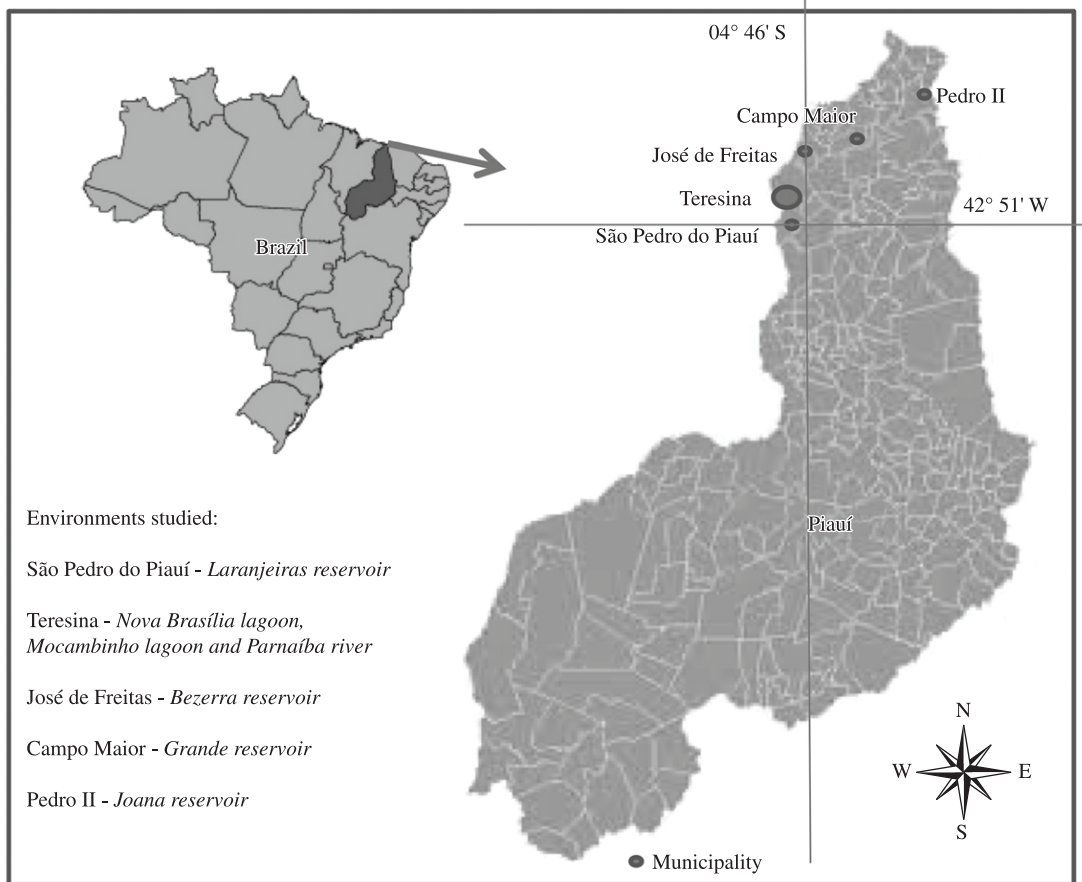 04° 46' S
Pedro II
Campo Maior
José de Freitas
Teresina
42° 51' W
São Pedro do Piauí
Brazil
Piauí
Environments studied:
São Pedro do Piauí - Laranjeiras reservoir
Teresina - Nova Brasília lagoon,
Mocambinho lagoon and Parnaíba river
José de Freitas - Bezerra reservoir
Campo Maior - Grande reservoir
Pedro II - Joana reservoir
N
W
E
S
Municipality